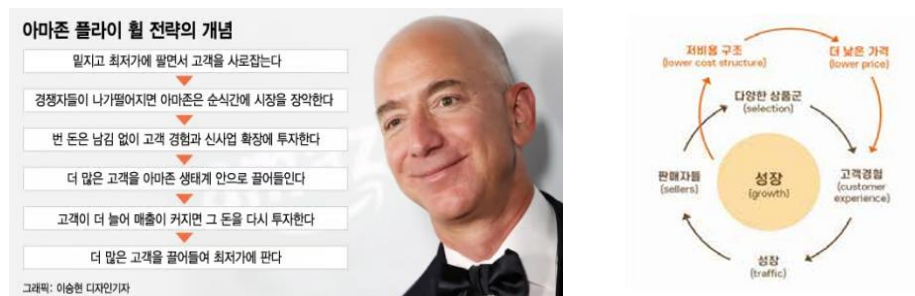 아마존 플라이 휠 전략의 개념
밑지고 최저가에 팔면서 고객을 사로잡는다
경쟁자들이 나가떨어지면 아마존은 순식간에 시장을 장악한다
번 돈은 남김 없이 고객 경험과 신사업 확장에 투자한다
더 많은 고객을 아마존 생태계 안으로 끌어들인다
고객이 더 늘어 매출이 커지면 그 돈을 다시 투자한다
더 많은 고객을 끌어들여 최저가에 판다
그래픽: 이승현 디자인기자
저비용 구조
(lower cost structure)
더 낮은 가격
(lower price)
다양한 상품군
(selection)
판매자들
(sellers)
성장
(growth)
고객경험
(customer
experience)
성장
(traffic)